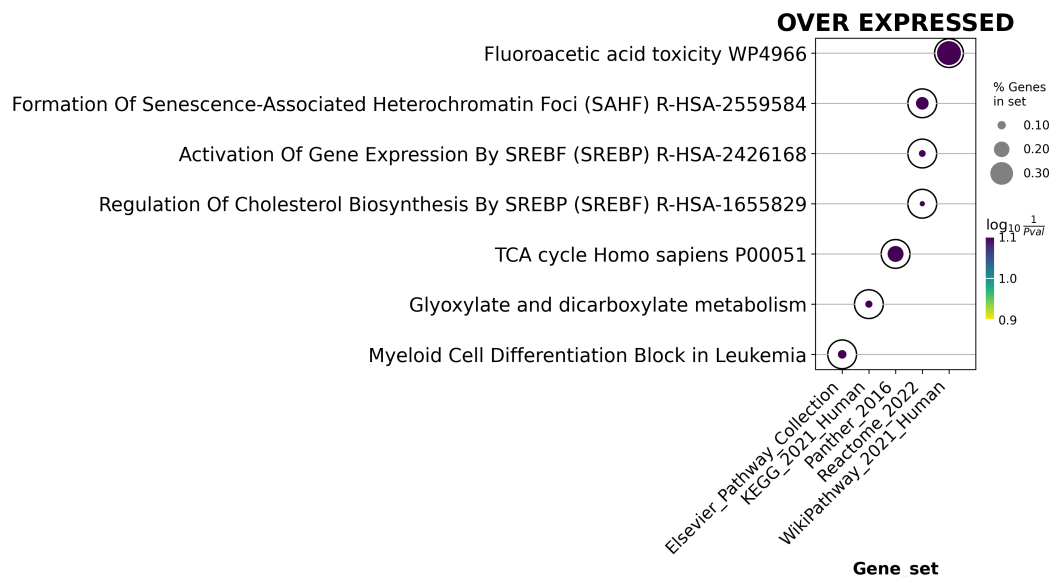 OVER EXPRESSED
Fluoroacetic acid toxicity WP4966
Formation Of Senescence-Associated Heterochromatin Foci (SAHF) R-HSA-2559584
Activation Of Gene Expression By SREBF (SREBP) R-HSA-2426168
Regulation Of Cholesterol Biosynthesis By SREBP (SREBF) R-HSA-1655829
TCA cycle Homo sapiens P00051
Glyoxylate and dicarboxylate metabolism
Myeloid Cell Differentiation Block in Leukemia
% Genes
in set
0.10
0.20
0.30
log₁₀ 1/Pval
1.1
1.0
0.9
Elsevier_Pathway_Collection
KEGG_2021_Human
Panther_2016
Reactome_2022
WikiPathway_2021_Human
Gene set